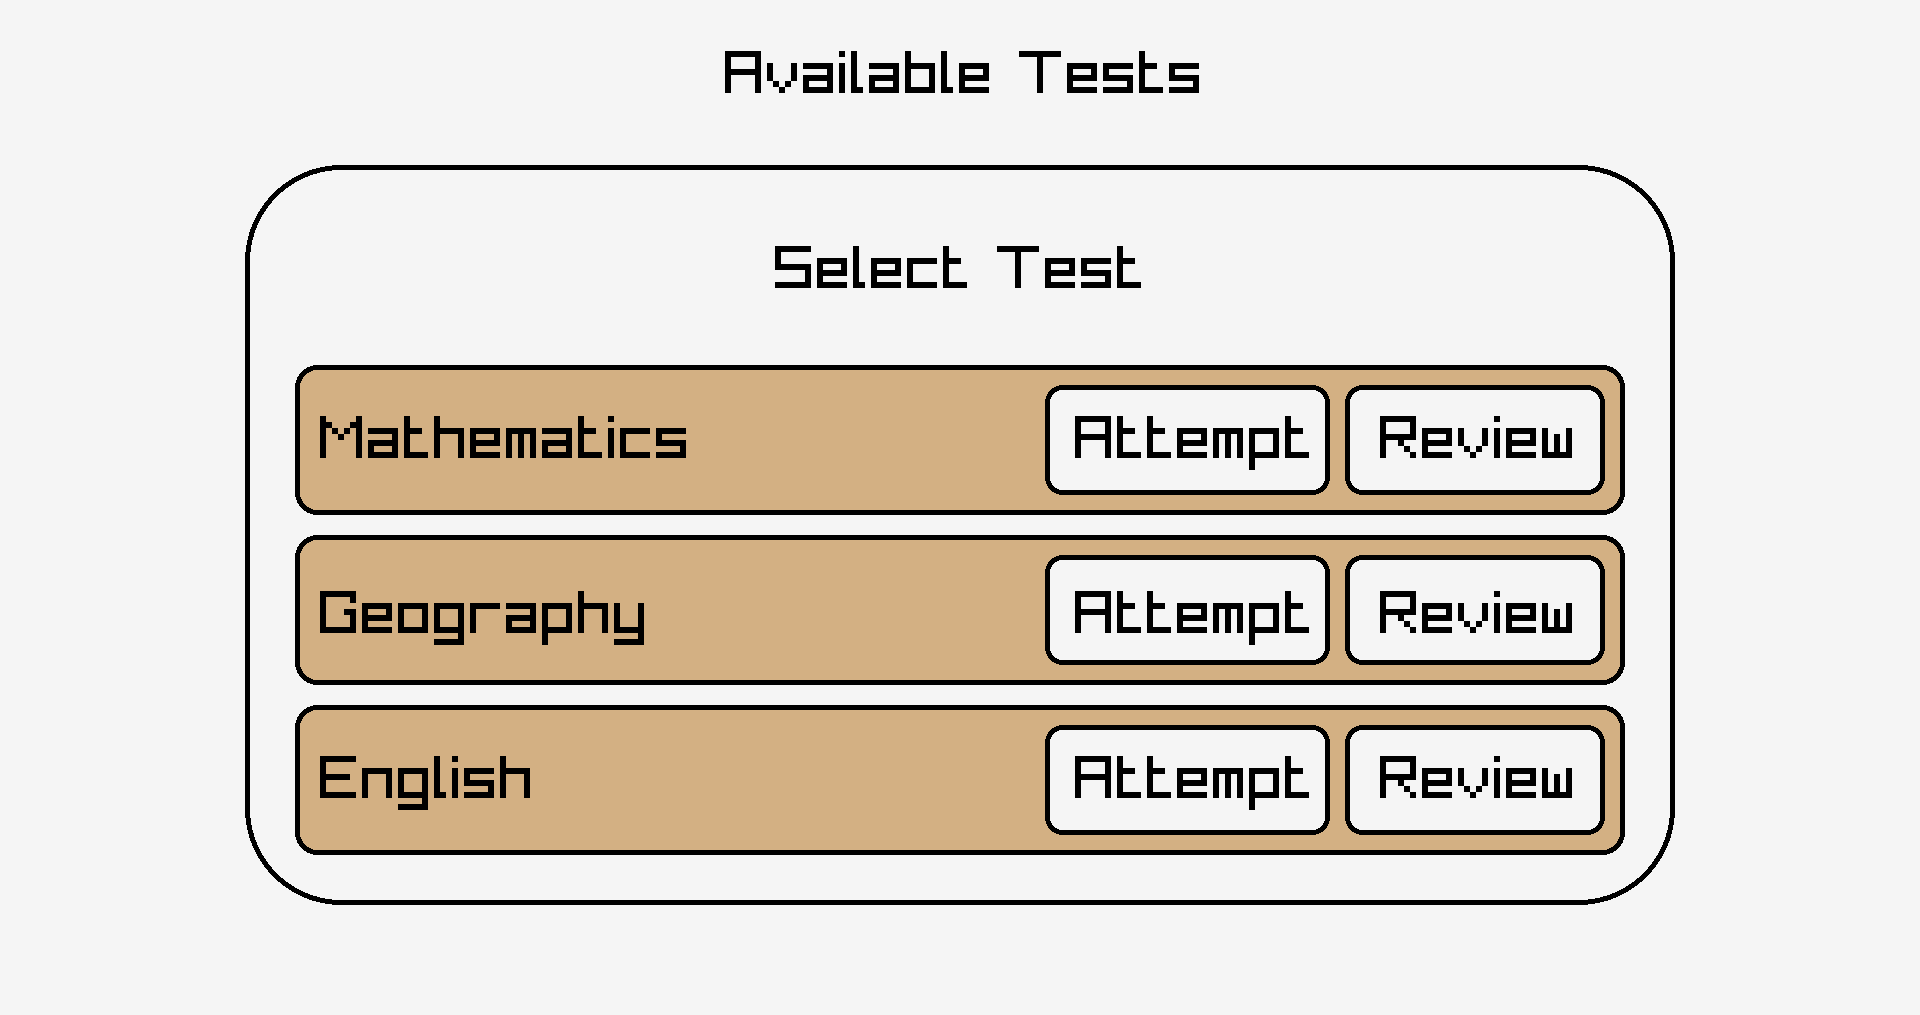 Available Tests
Select Test
Mathematics Attempt Review
Geography Attempt Review
English Attempt Review